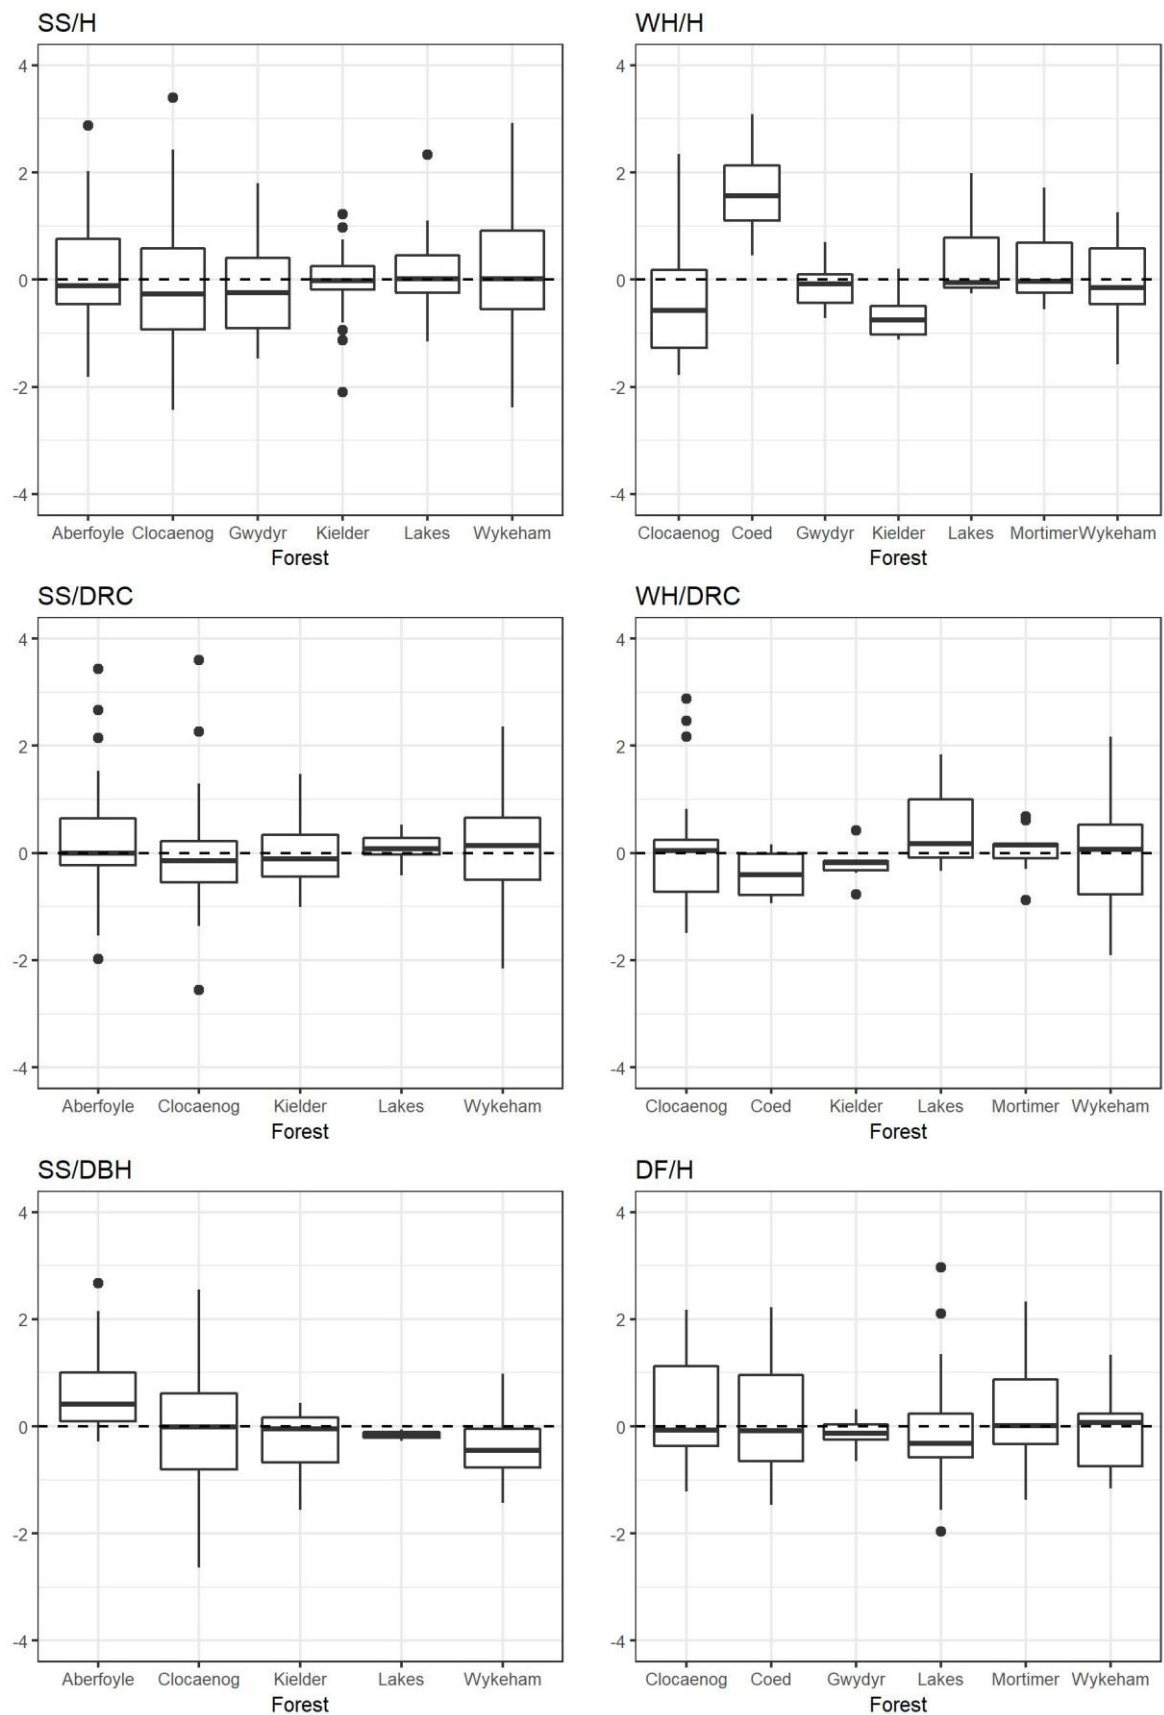 SS/H
4
2
0
-2
-4
Aberfoyle Clocaenog Gwydyr Kielder Lakes Wykeham
Forest
WH/H
4
2
0
-2
-4
Clocaenog Coed Gwydyr Kielder Lakes Mortimer Wykeham
Forest
SS/DRC
4
2
0
-2
-4
Aberfoyle Clocaenog Kielder Lakes Wykeham
Forest
WH/DRC
4
2
0
-2
-4
Clocaenog Coed Kielder Lakes Mortimer Wykeham
Forest
SS/DBH
4
2
0
-2
-4
Aberfoyle Clocaenog Kielder Lakes Wykeham
Forest
DF/H
4
2
0
-2
-4
Clocaenog Coed Gwydyr Lakes Mortimer Wykeham
Forest